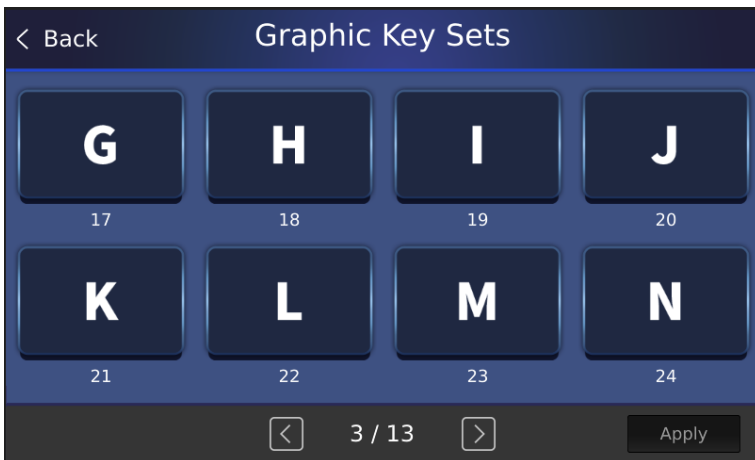 Back Graphic Key Sets
G H I J
17 18 19 20
K L M N
21 22 23 24
3 / 13 Apply